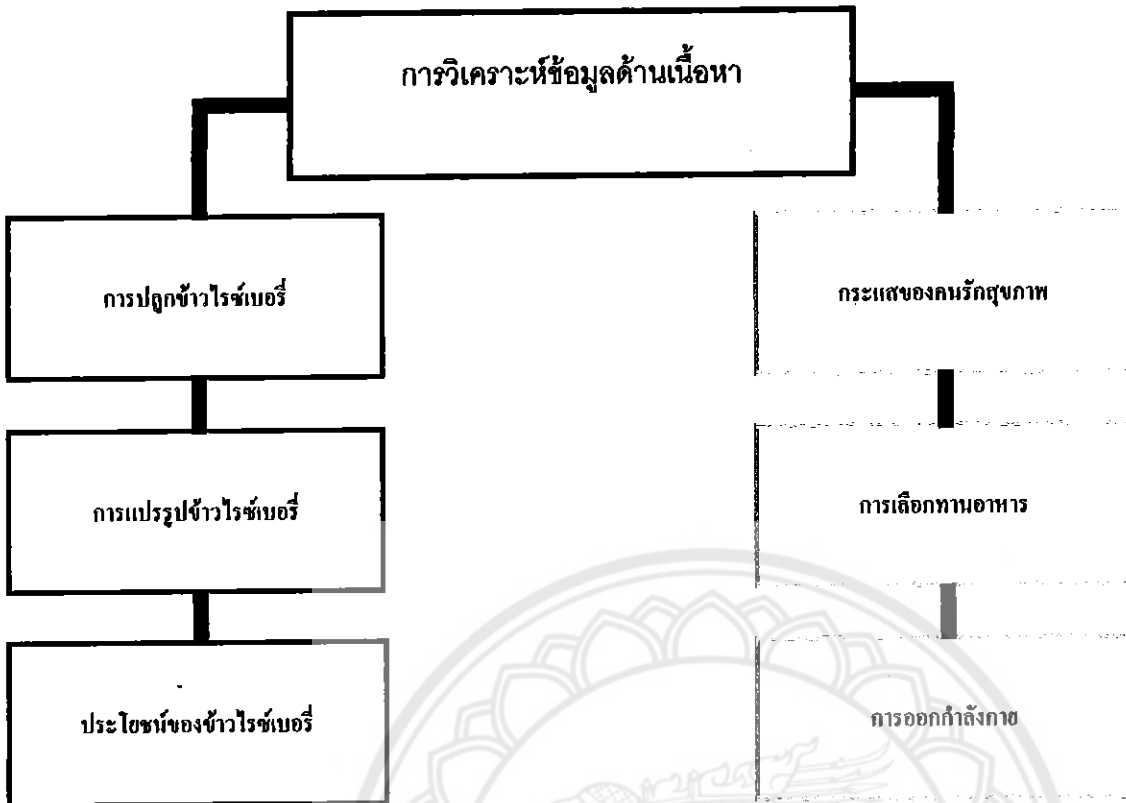 การวิเคราะห์ข้อมูลด้านเนื้อหา
การปลูกข้าวไรซ์เบอรี่
กระแสของคนรักสุขภาพ
การแปรรูปข้าวไรซ์เบอรี่
การเลือกทานอาหาร
ประโยชน์ของข้าวไรซ์เบอรี่
การออกกำลังกาย